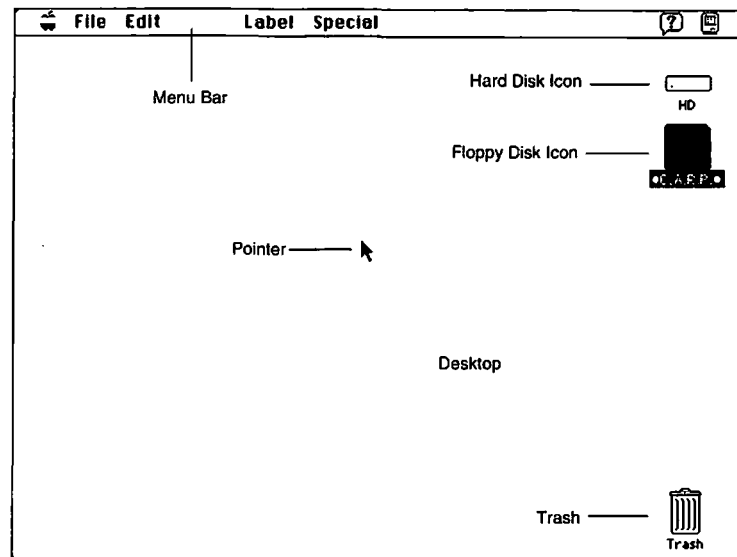 File Edit Label Special
Menu Bar
Hard Disk Icon
HD
Floppy Disk Icon
•C.A.R.P.•
Pointer
Desktop
Trash
Trash